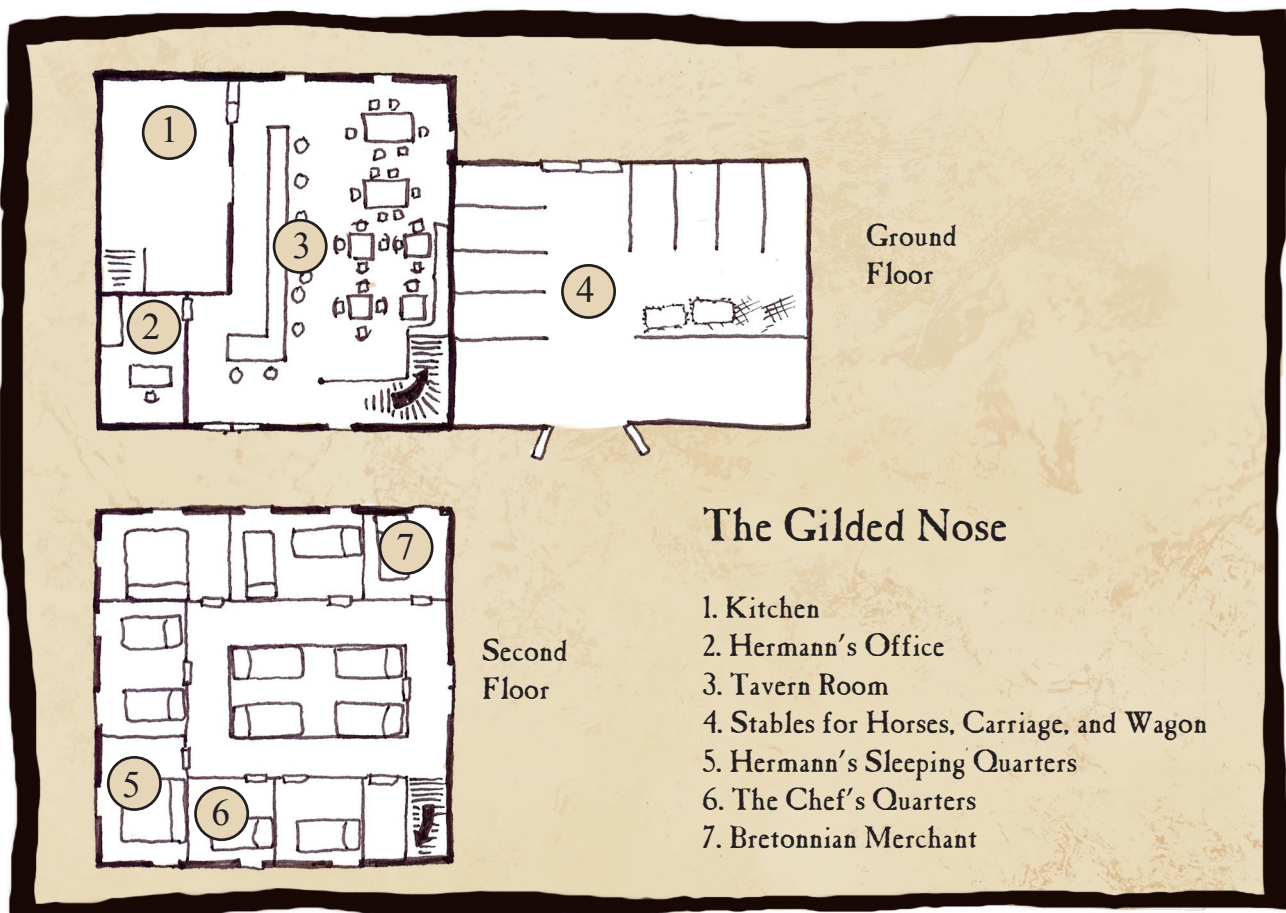 1
2
3
4
Ground
Floor
7
5
6
Second
Floor
The Gilded Nose
1. Kitchen
2. Hermann's Office
3. Tavern Room
4. Stables for Horses, Carriage, and Wagon
5. Hermann's Sleeping Quarters
6. The Chef's Quarters
7. Bretonnian Merchant